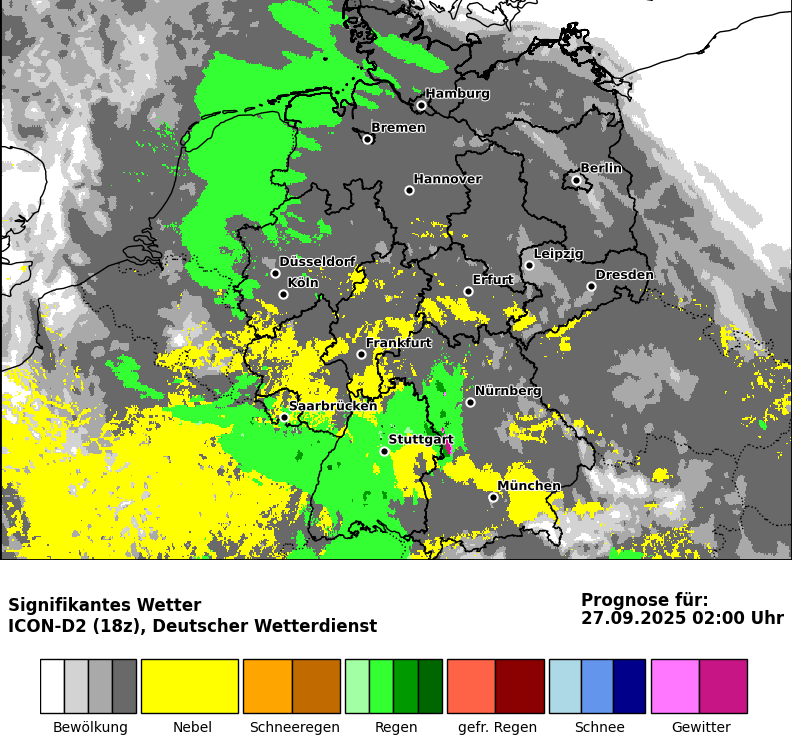 Hamburg
Bremen
Berlin
Hannover
Leipzig
Düsseldorf
Dresden
Köln
Erfurt
Frankfurt
Nürnberg
Saarbrücken
Stuttgart
München
Signifikantes Wetter
ICON-D2 (18z), Deutscher Wetterdienst
Prognose für:
27.09.2025 02:00 Uhr
Bewölkung Nebel Schneeregen Regen gefr. Regen Schnee Gewitter